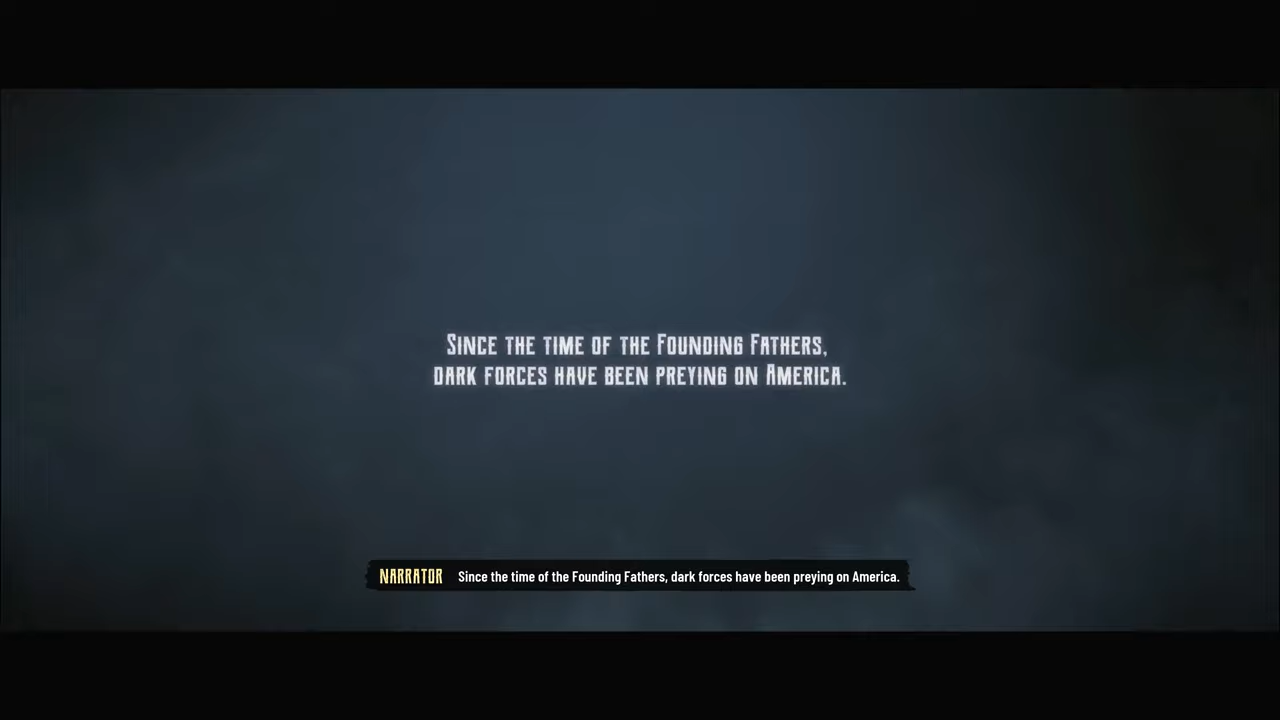 Since the time of the Founding Fathers,
dark forces have been preying on America.
NARRATOR Since the time of the Founding Fathers, dark forces have been preying on America.